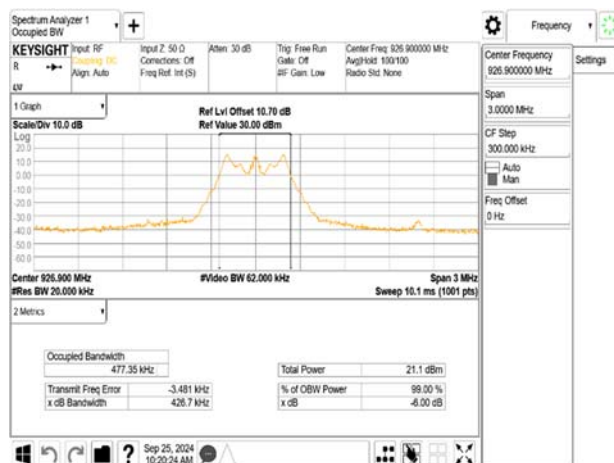 Spectrum Analyzer 1
Occupied BW
Frequency
KEYSIGHT
Input: RF
Coupling: DC
Align: Auto
Input Z: 50 Ω
Corrections: Off
Freq Ref: Int (S)
Atten: 30 dB
Trig: Free Run
Gate: Off
#IF Gain: Low
Center Freq: 926.900000 MHz
Avg|Hold: 100/100
Radio Std: None
R
LVI
Center Frequency
926.900000 MHz
Settings
Span
3.0000 MHz
CF Step
300.000 kHz
Auto
Man
Freq Offset
0 Hz
1 Graph
Scale/Div 10.0 dB
Ref Lvl Offset 10.70 dB
Ref Value 30.00 dBm
Log
20.0
10.0
0.00
-10.0
-20.0
-30.0
-40.0
-50.0
-60.0
Center 926.900 MHz
#Video BW 62.000 kHz
Span 3 MHz
#Res BW 20.000 kHz
Sweep 10.1 ms (1001 pts)
2 Metrics
Occupied Bandwidth
477.35 kHz
Total Power
21.1 dBm
Transmit Freq Error
-3.481 kHz
% of OBW Power
99.00 %
x dB Bandwidth
426.7 kHz
x dB
-6.00 dB
Sep 25, 2024
10:20:24 AM